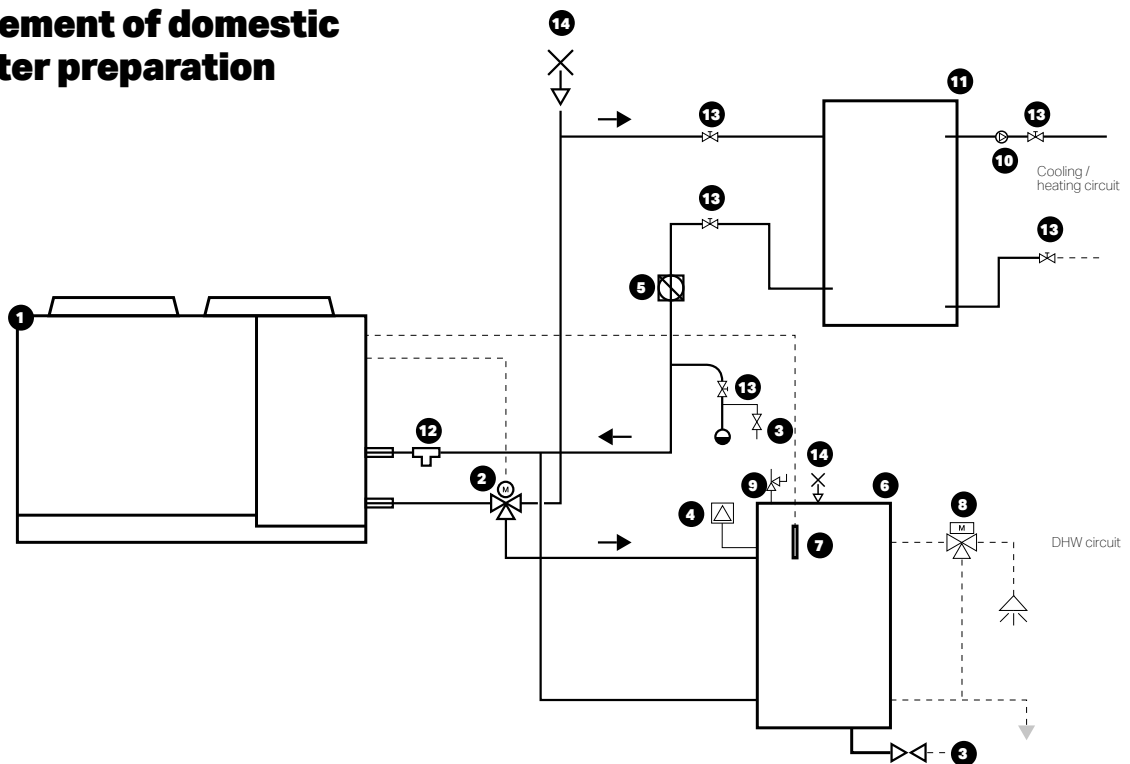 ement of domestic
ter preparation
14
11
13
13
10
Cooling /
heating circuit
13
13
5
1
13
12
3
2
M
14
9
6
4
8
M
7
DHW circuit
3